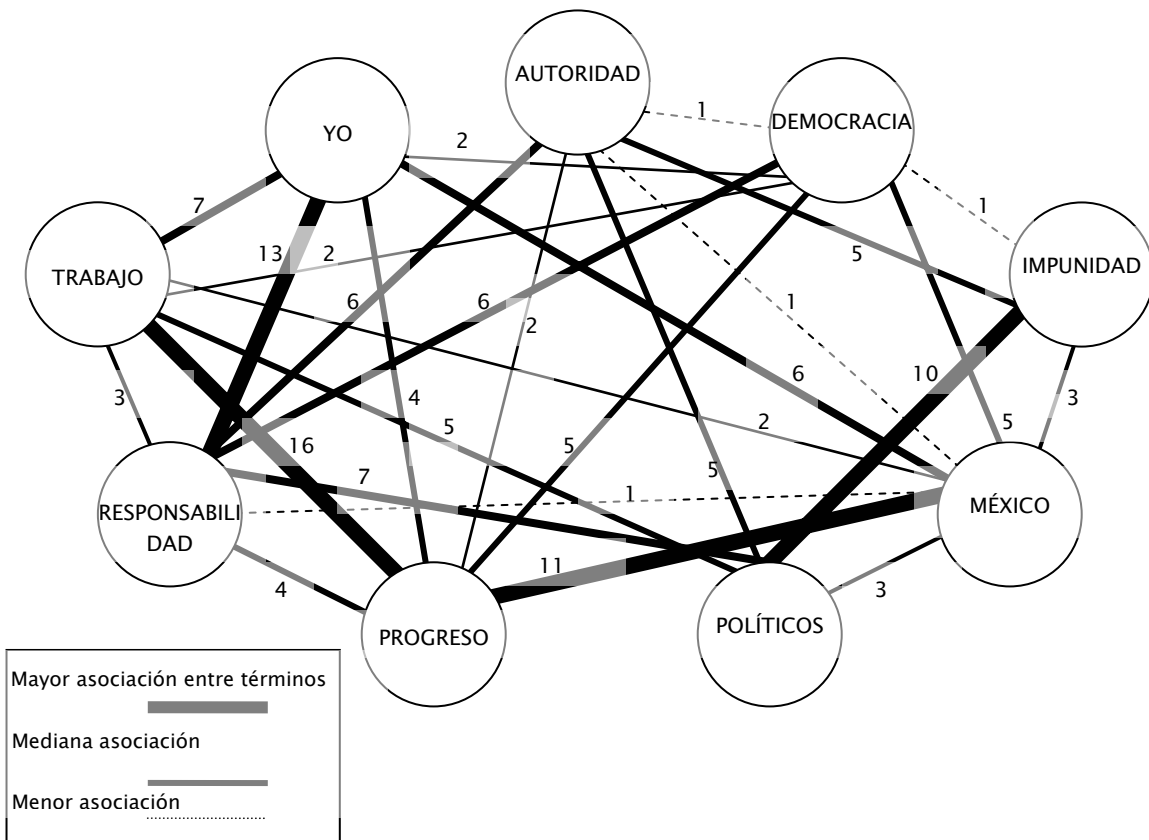 AUTORIDAD
1
DEMOCRACIA
YO
2
7
1
13
2
5
TRABAJO
IMPUNIDAD
6
6
1
2
3
4
6
10
3
16
5
2
5
5
5
7
1
RESPONSABILI
DAD
MÉXICO
11
4
3
PROGRESO
POLÍTICOS
Mayor asociación entre términos
Mediana asociación
Menor asociación